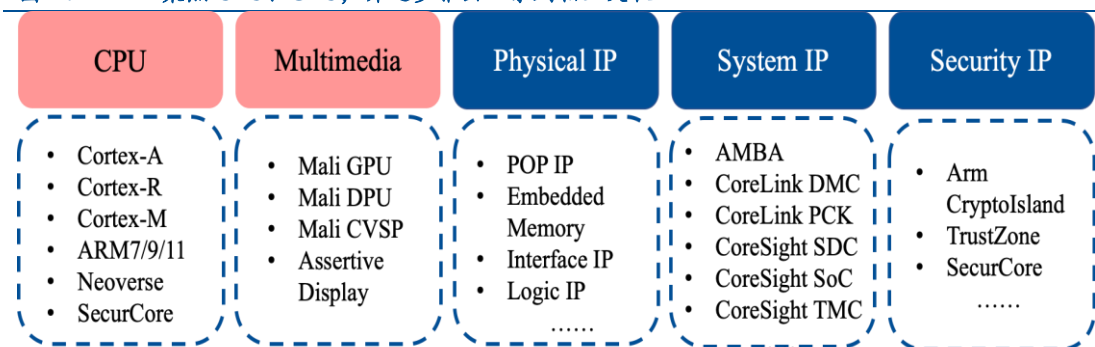 CPU
Multimedia
Physical IP
System IP
Security IP
• Cortex-A
• Cortex-R
• Cortex-M
• ARM7/9/11
• Neoverse
• SecurCore
• Mali GPU
• Mali DPU
• Mali CVSP
• Assertive
Display
• POP IP
• Embedded
Memory
• Interface IP
• Logic IP
……
• AMBA
• CoreLink DMC
• CoreLink PCK
• CoreSight SDC
• CoreSight SoC
• CoreSight TMC
• Arm
CryptoIsland
• TrustZone
• SecurCore
……